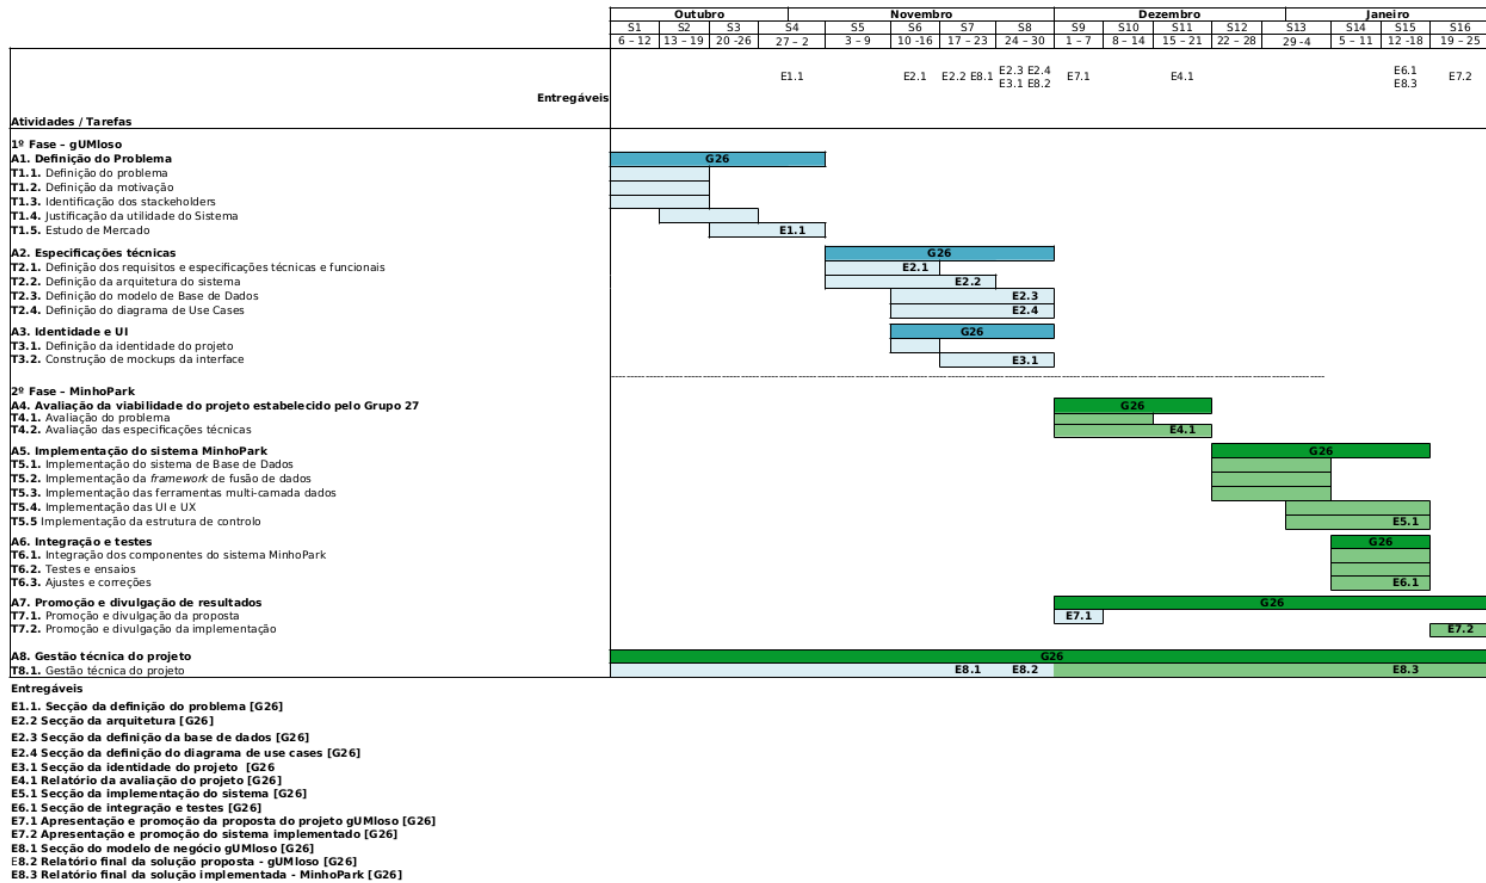 Outubro Novembro Dezembro Janeiro
S1 S2 S3 S4 S5 S6 S7 S8 S9 S10 S11 S12 S13 S14 S15 S16
6 – 12 13 – 19 20 -26 27 – 2 3 – 9 10 -16 17 – 23 24 – 30 1 – 7 8 – 14 15 – 21 22 – 28 29 -4 5 – 11 12 -18 19 – 25
E1.1 E2.1 E2.2 E8.1 E2.3 E2.4 E7.1 E4.1 E6.1 E7.2
E3.1 E8.2 E8.3
Entregáveis
Atividades / Tarefas
1º Fase – gUMloso
A1. Definição do Problema G26
T1.1. Definição do problema
T1.2. Definição da motivação
T1.3. Identificação dos stackeholders
T1.4. Justificação da utilidade do Sistema
T1.5. Estudo de Mercado E1.1
A2. Especificações técnicas G26
T2.1. Definição dos requisitos e especificações técnicas e funcionais E2.1
T2.2. Definição da arquitetura do sistema E2.2
T2.3. Definição do modelo de Base de Dados E2.3
T2.4. Definição do diagrama de Use Cases E2.4
A3. Identidade e UI G26
T3.1. Definição da identidade do projeto
T3.2. Construção de mockups da interface E3.1
2º Fase – MinhoPark
A4. Avaliação da viabilidade do projeto estabelecido pelo Grupo 27 G26
T4.1. Avaliação do problema
T4.2. Avaliação das especificações técnicas E4.1
A5. Implementação do sistema MinhoPark G26
T5.1. Implementação do sistema de Base de Dados
T5.2. Implementação da framework de fusão de dados
T5.3. Implementação das ferramentas multi-camada dados
T5.4. Implementação das UI e UX
T5.5 Implementação da estrutura de controlo E5.1
A6. Integração e testes G26
T6.1. Integração dos componentes do sistema MinhoPark
T6.2. Testes e ensaios
T6.3. Ajustes e correções E6.1
A7. Promoção e divulgação de resultados G26
T7.1. Promoção e divulgação da proposta E7.1
T7.2. Promoção e divulgação da implementação E7.2
A8. Gestão técnica do projeto G26
T8.1. Gestão técnica do projeto E8.1 E8.2 E8.3
Entregáveis
E1.1. Secção da definição do problema [G26]
E2.2 Secção da arquitetura [G26]
E2.3 Secção da definição da base de dados [G26]
E2.4 Secção da definição do diagrama de use cases [G26]
E3.1 Secção da identidade do projeto [G26
E4.1 Relatório da avaliação do projeto [G26]
E5.1 Secção da implementação do sistema [G26]
E6.1 Secção de integração e testes [G26]
E7.1 Apresentação e promoção da proposta do projeto gUMloso [G26]
E7.2 Apresentação e promoção do sistema implementado [G26]
E8.1 Secção do modelo de negócio gUMloso [G26]
E8.2 Relatório final da solução proposta - gUMloso [G26]
E8.3 Relatório final da solução implementada - MinhoPark [G26]